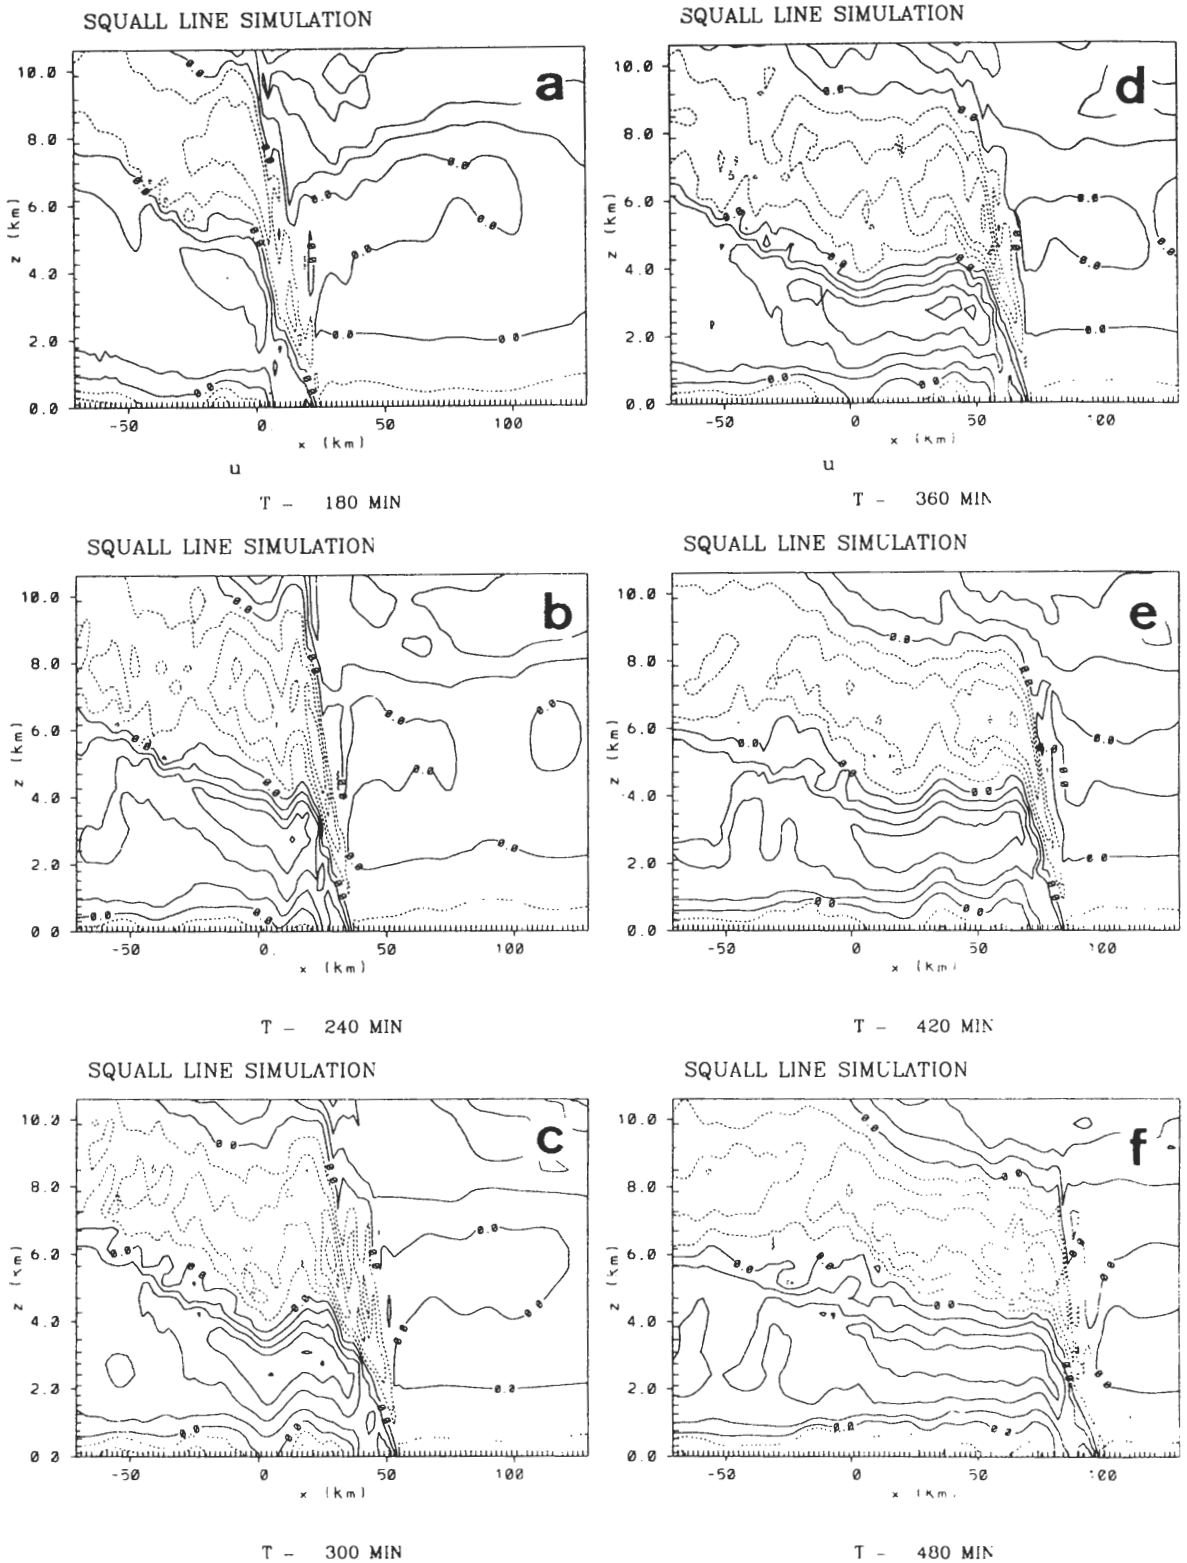 SQUALL LINE SIMULATION
a
z (km)
10.0
8.0
6.0
4.0
2.0
0.0
-50
0
50
100
x (km)
u
T - 180 MIN
SQUALL LINE SIMULATION
d
z (km)
10.0
8.0
6.0
4.0
2.0
0.0
-50
0
50
100
x (km)
u
T - 360 MIN
SQUALL LINE SIMULATION
b
z (km)
10.0
8.0
6.0
4.0
2.0
0 0
-50
0
50
100
x (km)
T - 240 MIN
SQUALL LINE SIMULATION
e
z (km)
10.0
8.0
6.0
4.0
2.0
0.0
-50
0
50
100
x (km)
T - 420 MIN
SQUALL LINE SIMULATION
c
z (km)
10.0
8.0
6.0
4.0
2.0
0 0
-50
0
50
100
x (km)
T - 300 MIN
SQUALL LINE SIMULATION
f
z (km)
10.0
8.0
6.0
4.0
2.0
0.0
-50
0
50
100
x (km)
T - 480 MIN